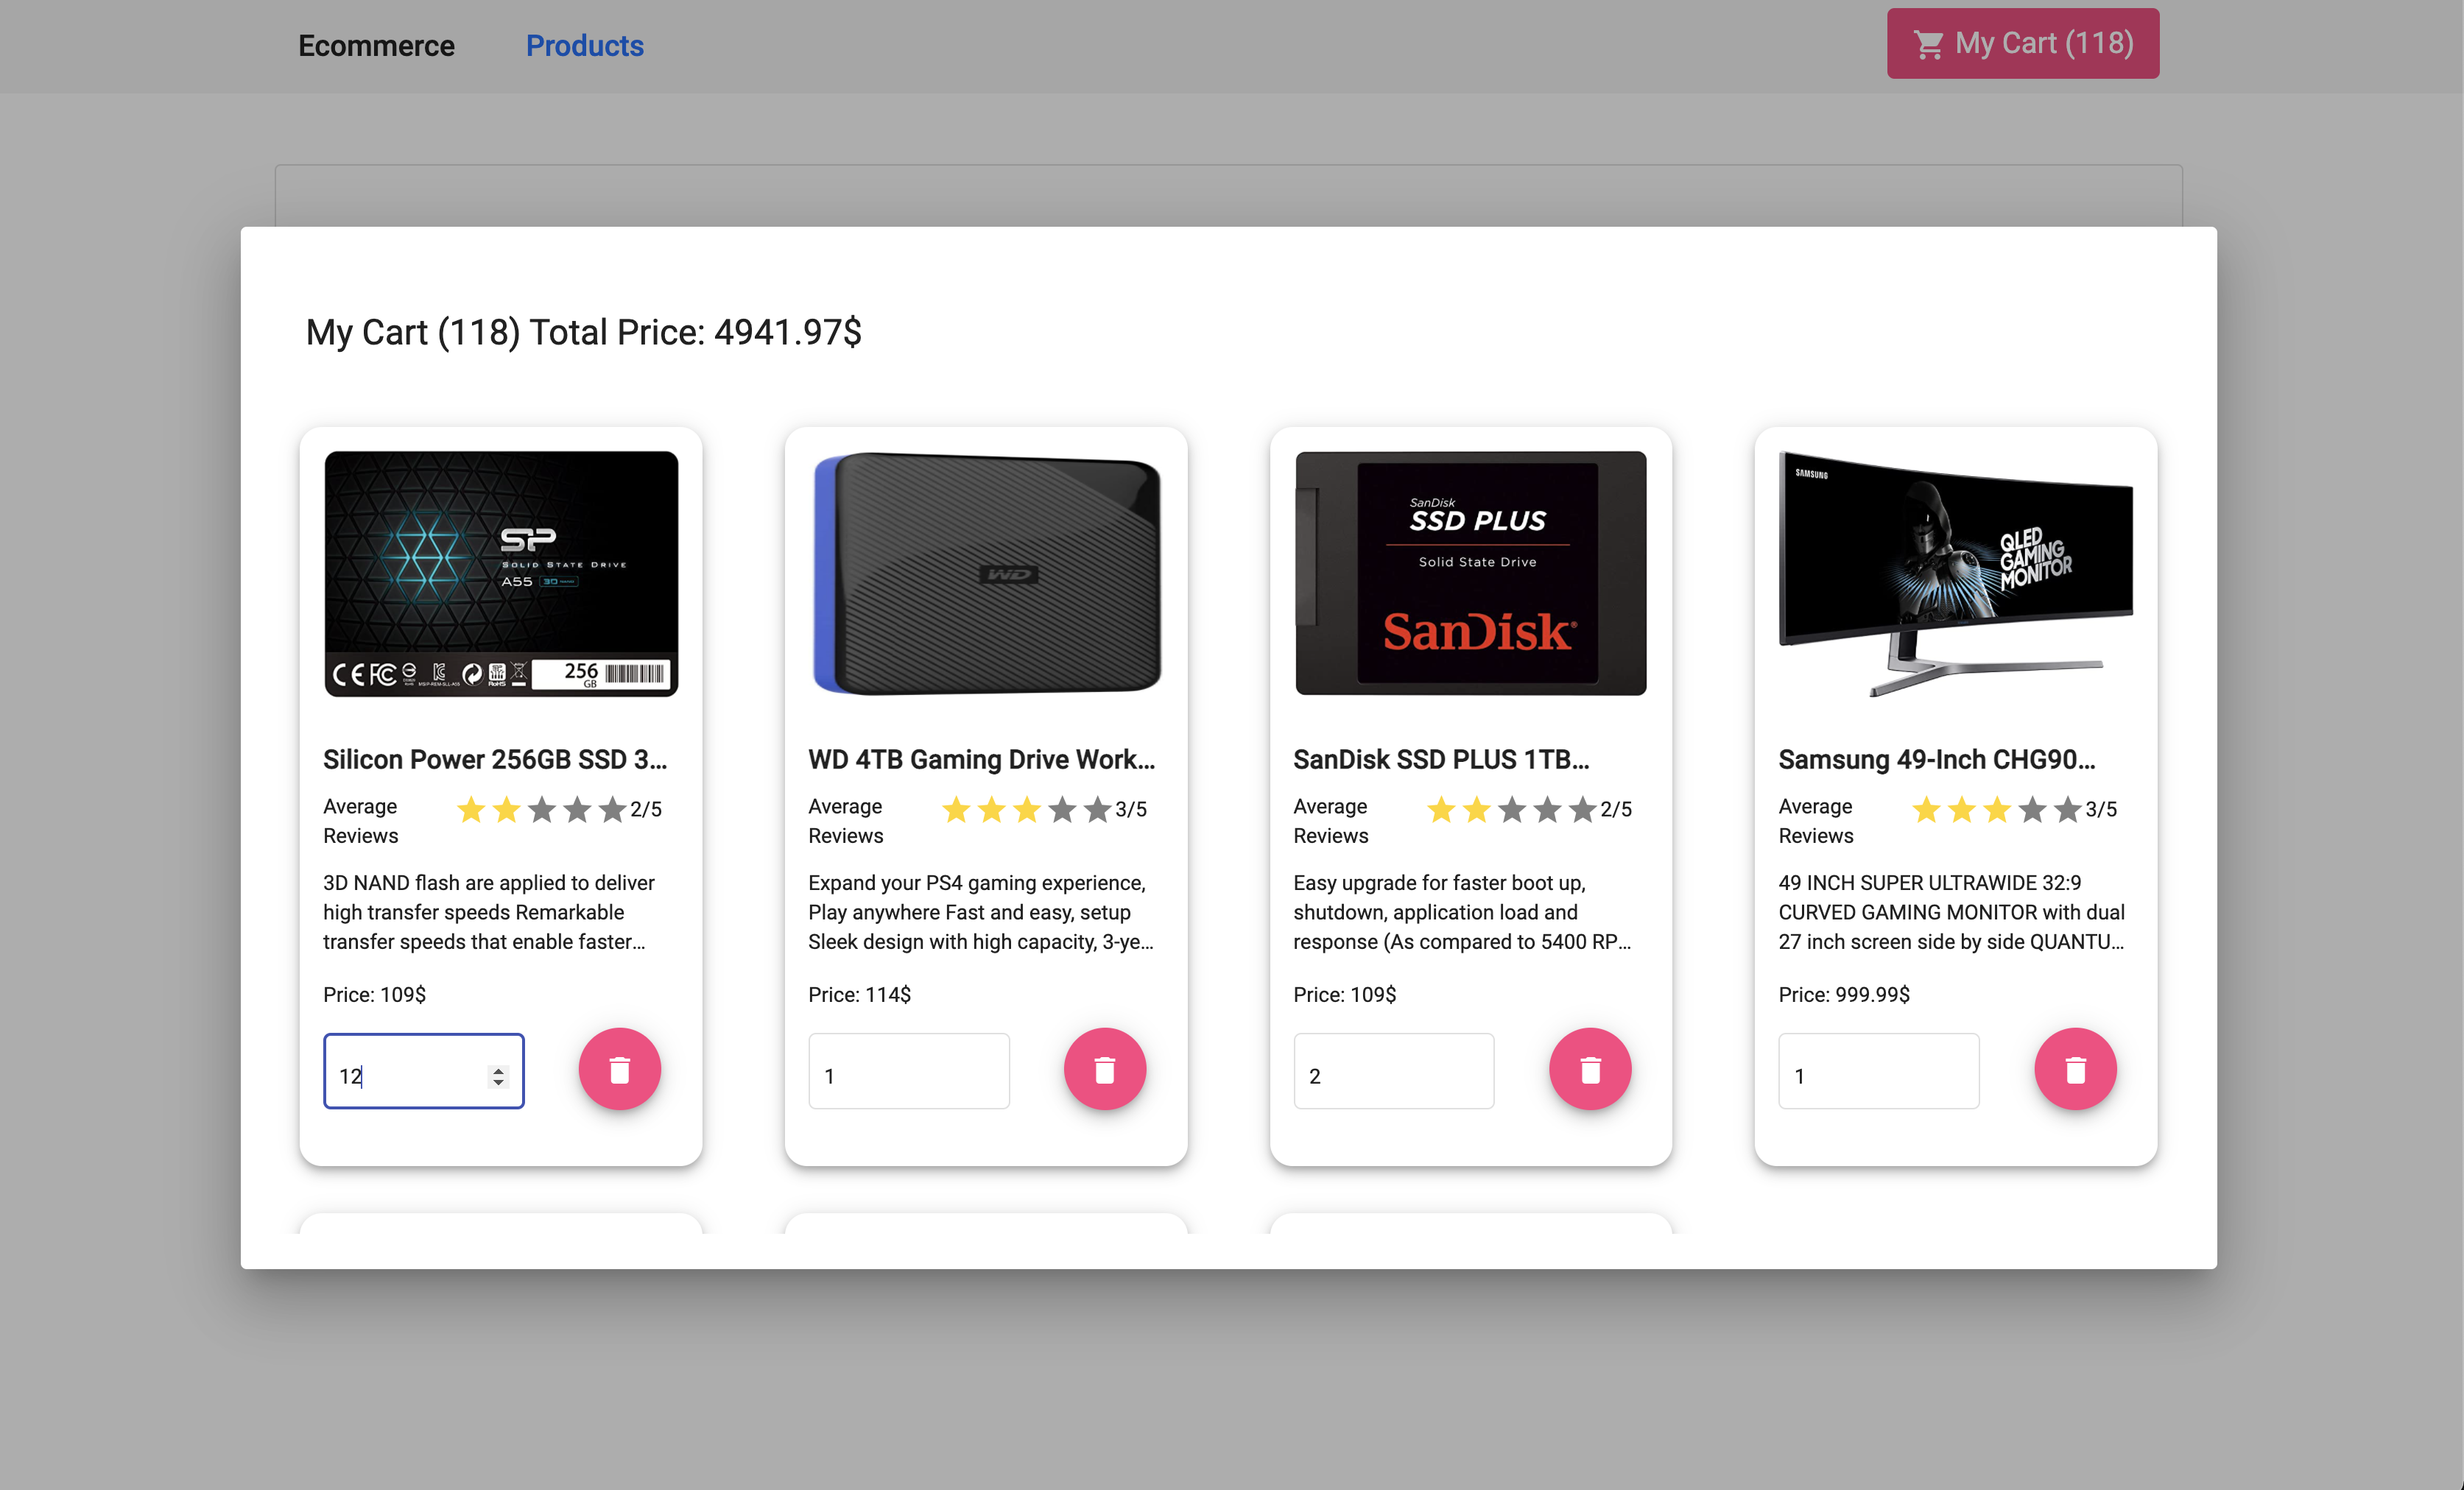 Ecommerce
Products
My Cart (118)
My Cart (118) Total Price: 4941.97$
SP
SOLID STATE DRIVE
A55 3D
256
GB
Silicon Power 256GB SSD 3...
Average
Reviews
2/5
3D NAND flash are applied to deliver
high transfer speeds Remarkable
transfer speeds that enable faster...
Price: 109$
12
WD
WD 4TB Gaming Drive Work...
Average
Reviews
3/5
Expand your PS4 gaming experience,
Play anywhere Fast and easy, setup
Sleek design with high capacity, 3-ye...
Price: 114$
1
SanDisk
SSD PLUS
Solid State Drive
SanDisk®
SanDisk SSD PLUS 1TB...
Average
Reviews
2/5
Easy upgrade for faster boot up,
shutdown, application load and
response (As compared to 5400 RP...
Price: 109$
2
SAMSUNG
QLED
GAMING
MONITOR
Samsung 49-Inch CHG90...
Average
Reviews
3/5
49 INCH SUPER ULTRAWIDE 32:9
CURVED GAMING MONITOR with dual
27 inch screen side by side QUANTU...
Price: 999.99$
1